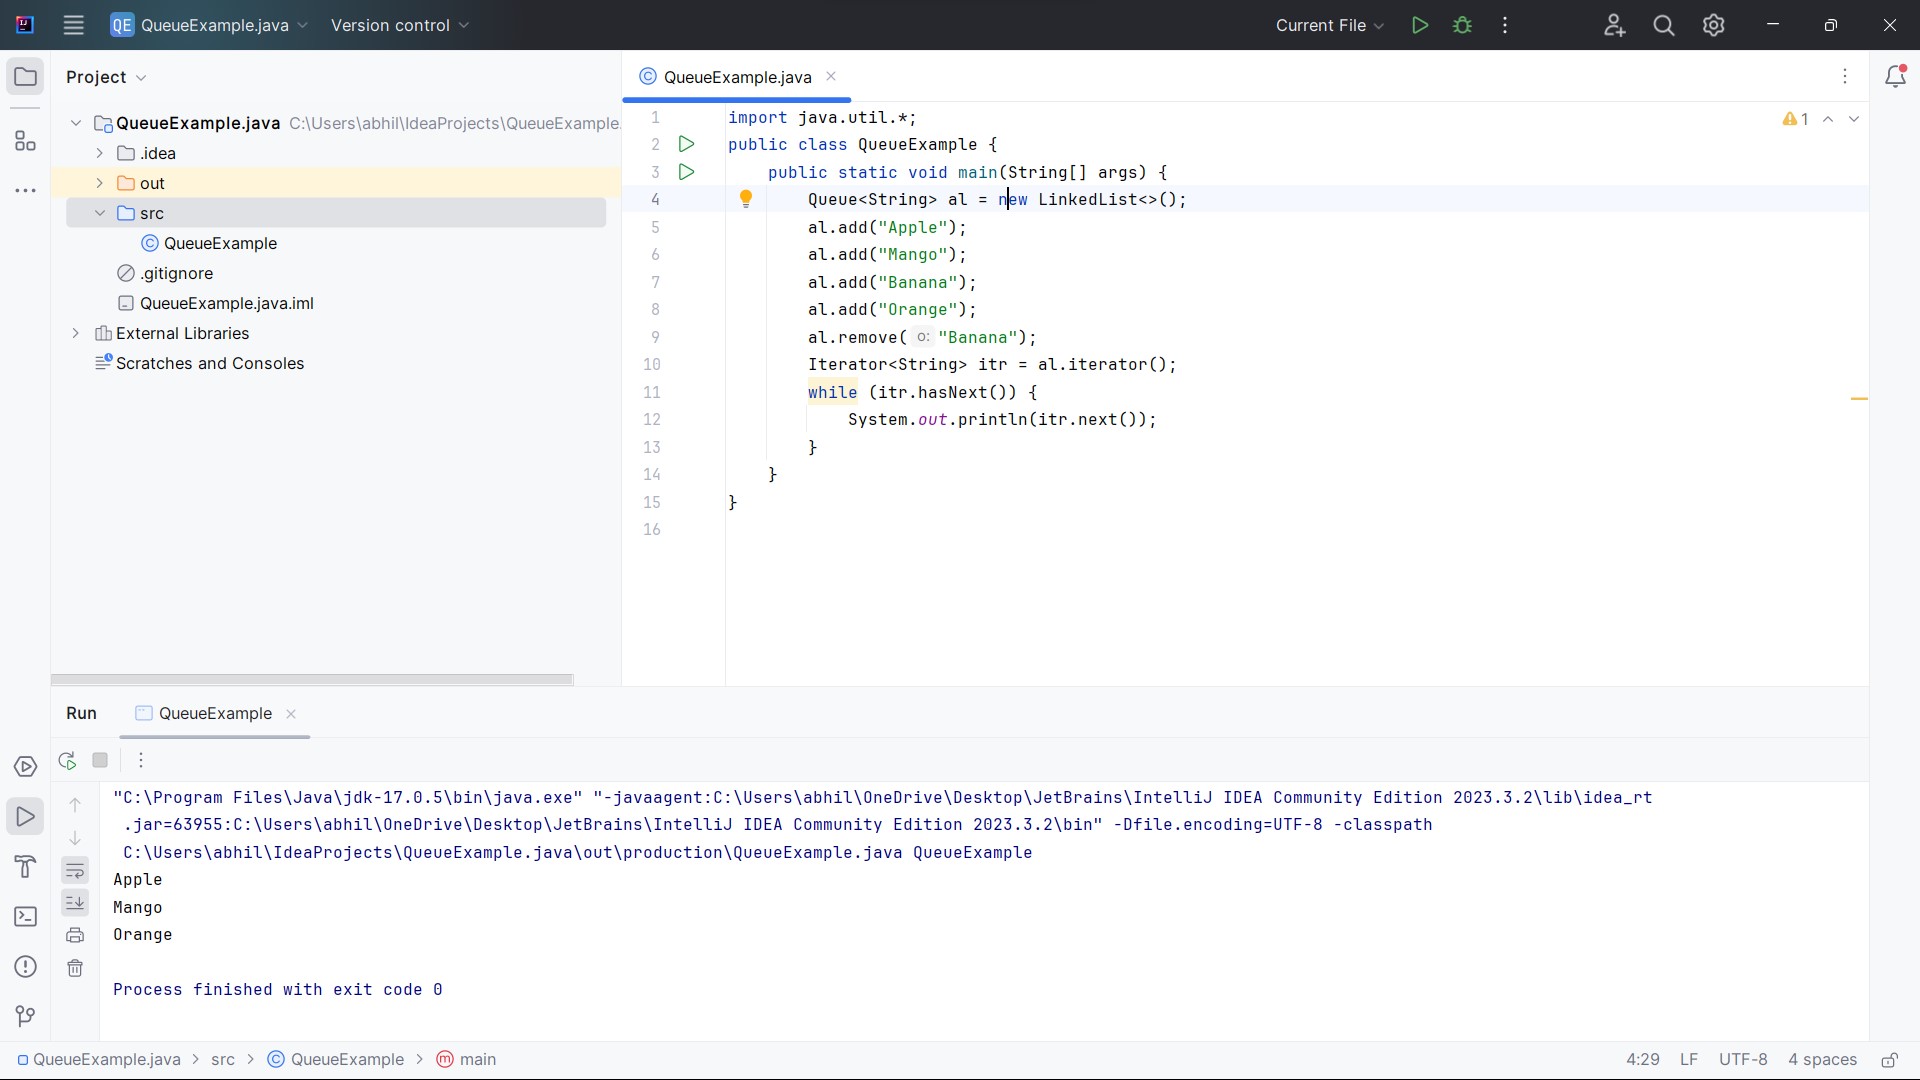 QE QueueExample.java Version control Current File
Project
QueueExample.java C:\Users\abhil\IdeaProjects\QueueExample.
.idea
out
src
QueueExample
.gitignore
QueueExample.java.iml
External Libraries
Scratches and Consoles
QueueExample.java
1 import java.util.*;
2 public class QueueExample {
3 public static void main(String[] args) {
4 Queue<String> al = new LinkedList<>();
5 al.add("Apple");
6 al.add("Mango");
7 al.add("Banana");
8 al.add("Orange");
9 al.remove( o: "Banana");
10 Iterator<String> itr = al.iterator();
11 while (itr.hasNext()) {
12 System.out.println(itr.next());
13 }
14 }
15 }
16
1
Run QueueExample
"C:\Program Files\Java\jdk-17.0.5\bin\java.exe" "-javaagent:C:\Users\abhil\OneDrive\Desktop\JetBrains\IntelliJ IDEA Community Edition 2023.3.2\lib\idea_rt
.jar=63955:C:\Users\abhil\OneDrive\Desktop\JetBrains\IntelliJ IDEA Community Edition 2023.3.2\bin" -Dfile.encoding=UTF-8 -classpath
C:\Users\abhil\IdeaProjects\QueueExample.java\out\production\QueueExample.java QueueExample
Apple
Mango
Orange
Process finished with exit code 0
QueueExample.java > src > QueueExample > main 4:29 LF UTF-8 4 spaces